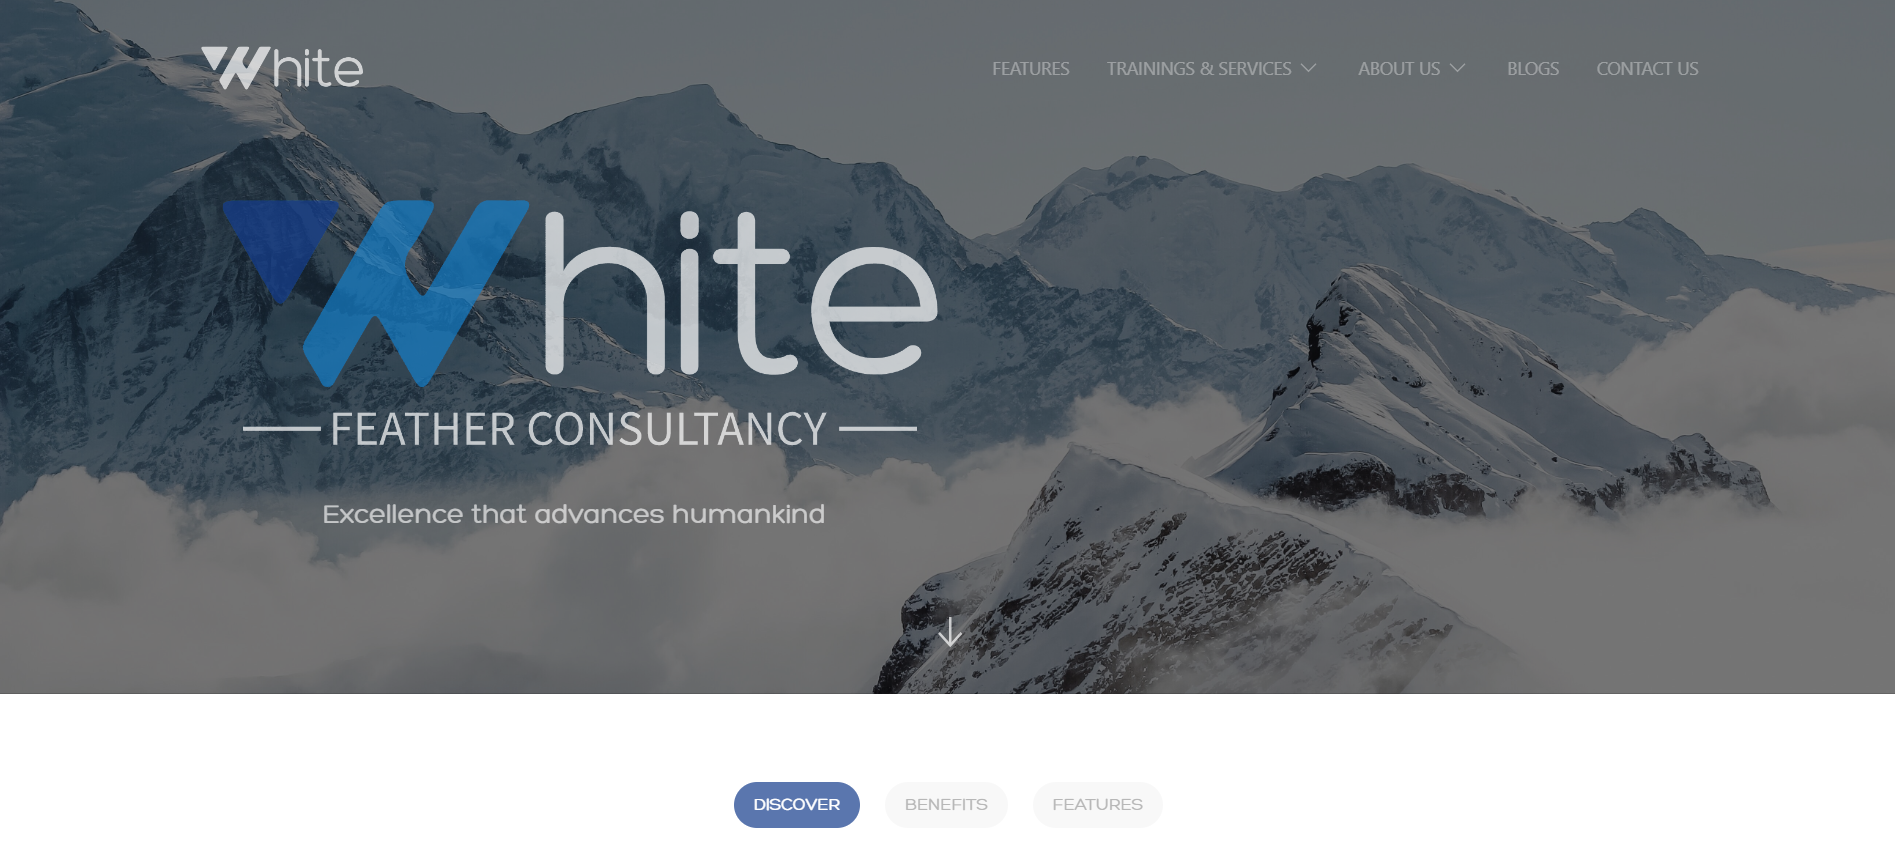 White
FEATURES TRAININGS & SERVICES ABOUT US BLOGS CONTACT US
White
FEATHER CONSULTANCY
Excellence that advances humankind
DISCOVER BENEFITS FEATURES